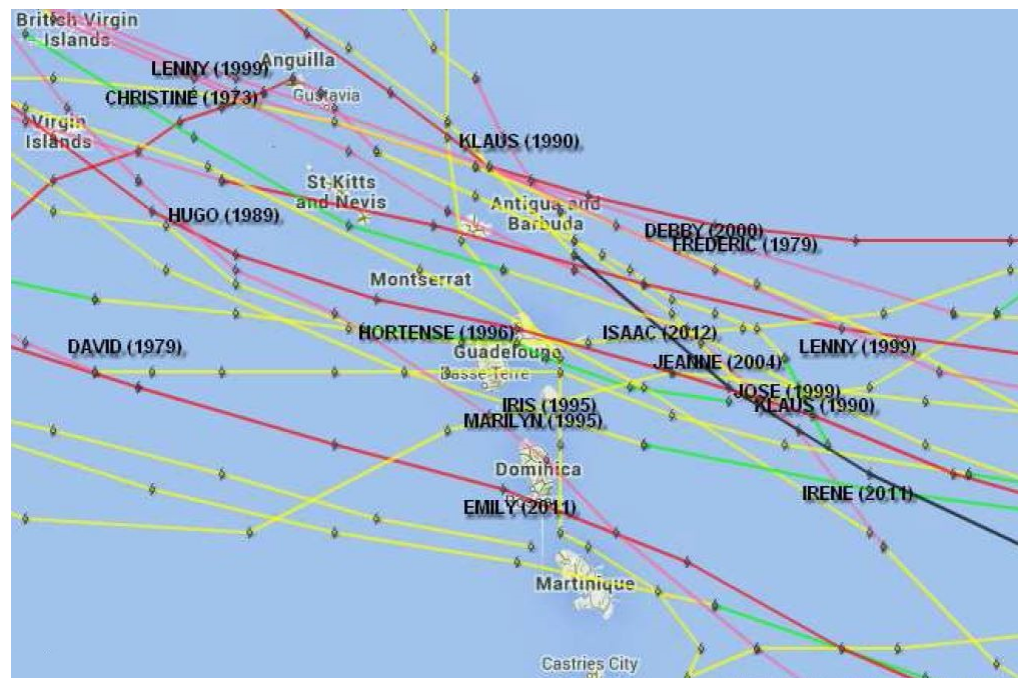 British Virgin
Islands
Anguilla
LENNY (1999)
Gustavia
CHRISTINE (1973)
Virgin
Islands
KLAUS (1990)
St Kitts
and Nevis
Antigua and
Barbuda
HUGO (1989)
DEBBY (2000)
FREDERIC (1979)
Montserrat
HORTENSE (1996)
ISAAC (2012)
DAVID (1979)
Guadeloupe
LENNY (1999)
JEANNE (2004)
Basse Terre
JOSE (1999)
IRIS (1995)
KLAUS (1990)
MARILYN (1995)
Dominica
IRENE (2011)
EMILY (2011)
Martinique
Castries City